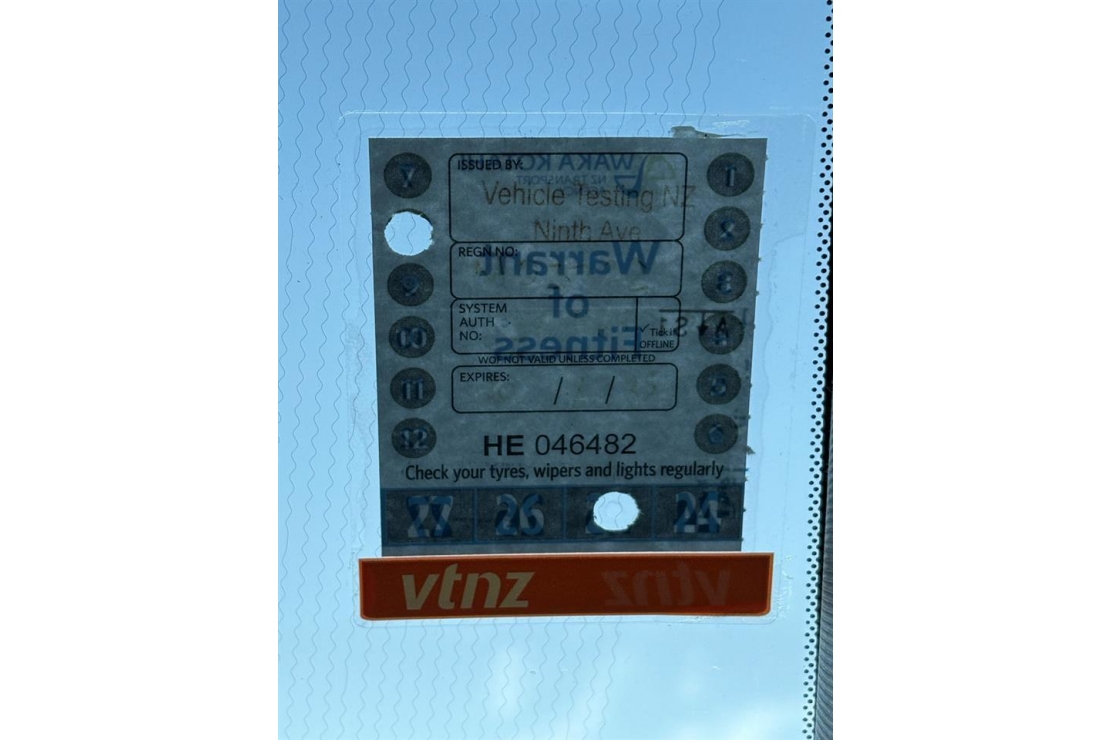 7
1
ISSUED BY:
WAKA KOTAHI
NZ TRANSPORT
AGENCY
Vehicle Testing NZ
Ninth Ave
2
REGN NO:
Warrant
9
3
of
SYSTEM
AUTH
NO:
10
4
Tick if
OFFLINE
Fitness
WOF NOT VALID UNLESS COMPLETED
11
EXPIRES: / /
5
12
6
HE 046482
Check your tyres, wipers and lights regularly
27 26 24
vtnz vtnz